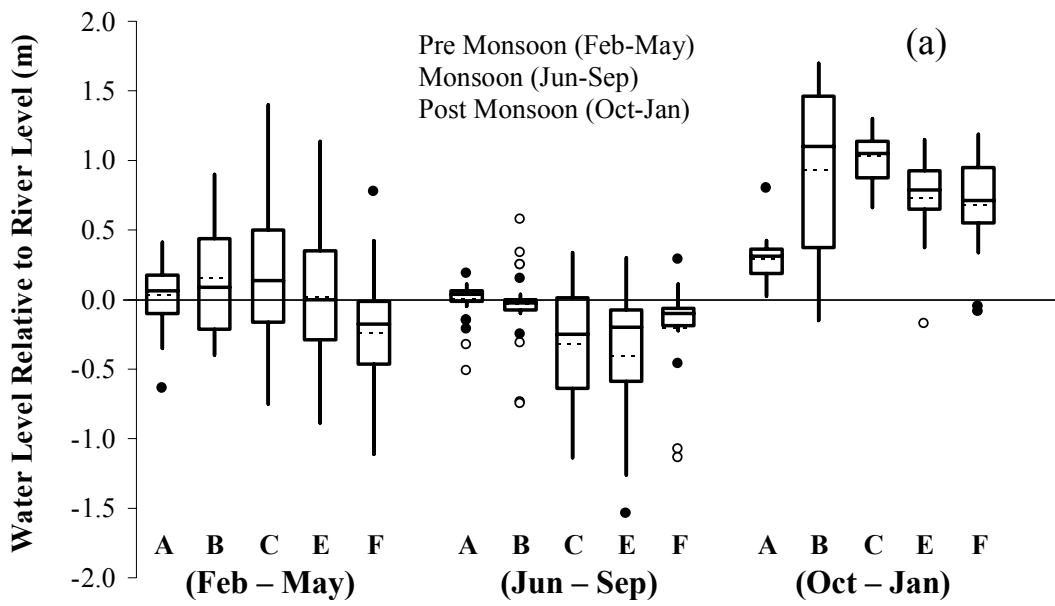 Water Level Relative to River Level (m)
2.0
1.5
1.0
0.5
0.0
-0.5
-1.0
-1.5
-2.0
Pre Monsoon (Feb-May)
Monsoon (Jun-Sep)
Post Monsoon (Oct-Jan)
(a)
A B C E F A B C E F A B C E F
(Feb – May) (Jun – Sep) (Oct – Jan)